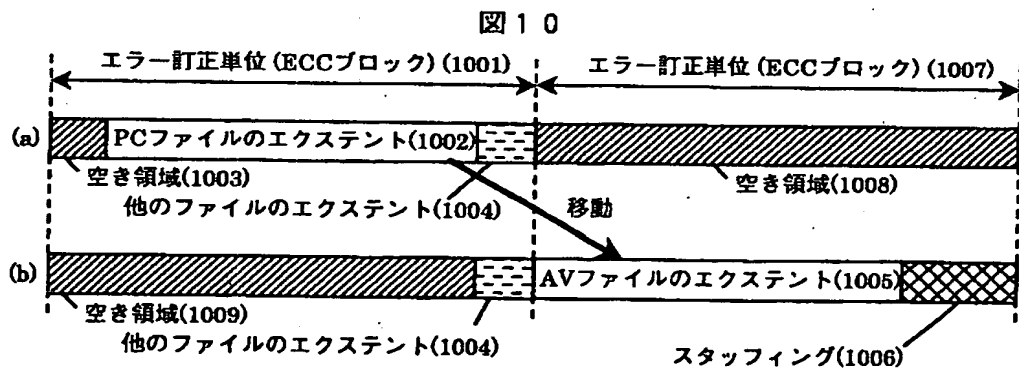 図10
エラー訂正単位(ECCブロック)(1001) エラー訂正単位(ECCブロック)(1007)
(a) PCファイルのエクステント(1002)
空き領域(1003) 空き領域(1008)
他のファイルのエクステント(1004) 移動
(b) AVファイルのエクステント(1005)
空き領域(1009)
他のファイルのエクステント(1004) スタッフィング(1006)